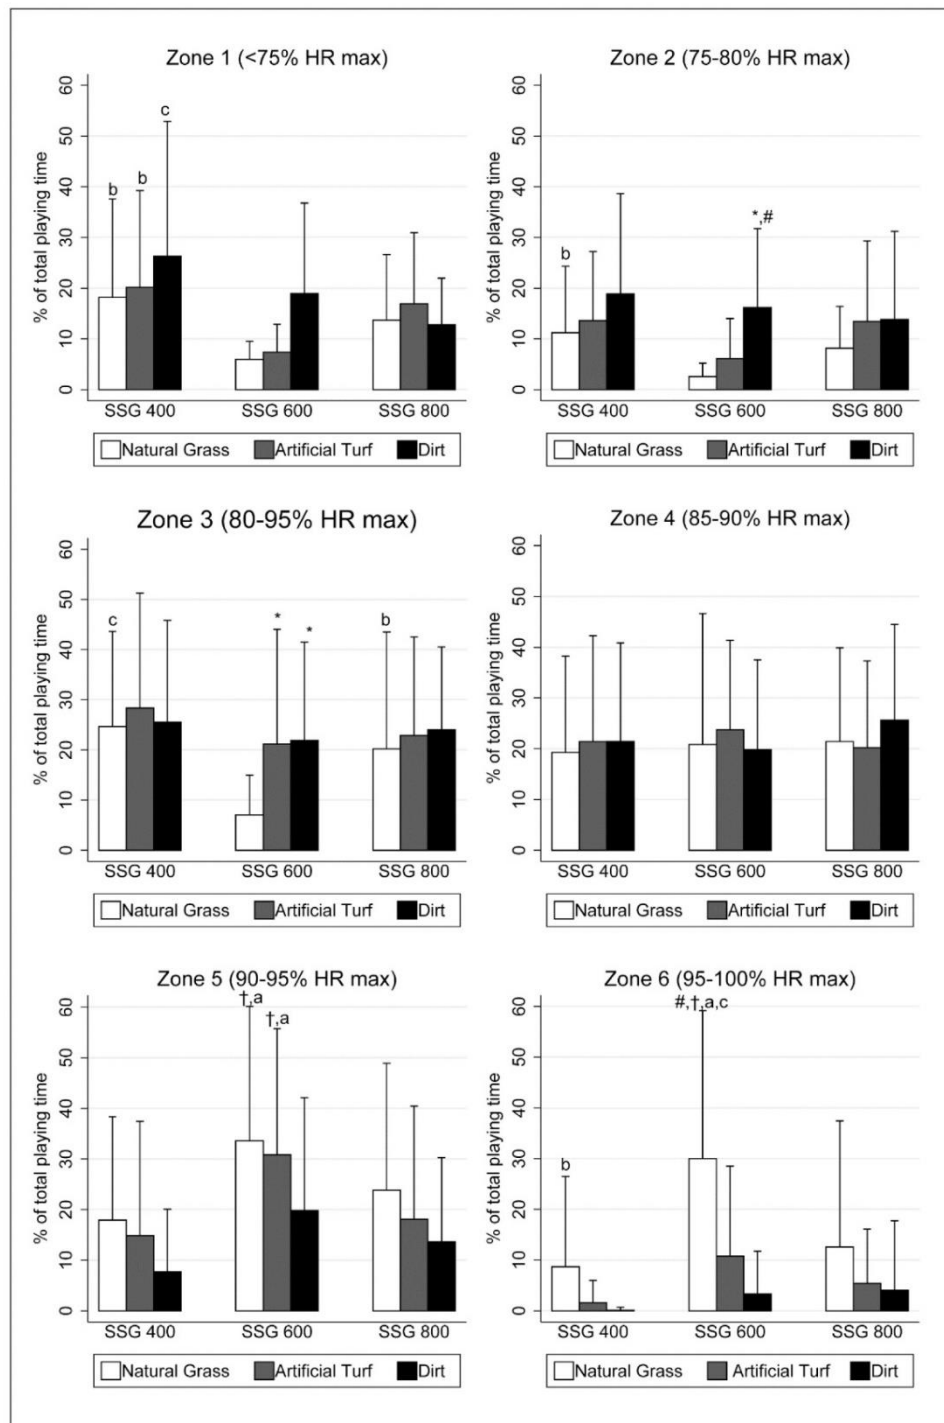 Zone 1 (<75% HR max)
% of total playing time
60
50
40
30
20
10
0
b
b
c
SSG 400
SSG 600
SSG 800
Natural Grass
Artificial Turf
Dirt
Zone 2 (75-80% HR max)
% of total playing time
60
50
40
30
20
10
0
b
*,#
SSG 400
SSG 600
SSG 800
Natural Grass
Artificial Turf
Dirt
Zone 3 (80-95% HR max)
% of total playing time
60
50
40
30
20
10
0
c
*
*
b
SSG 400
SSG 600
SSG 800
Natural Grass
Artificial Turf
Dirt
Zone 4 (85-90% HR max)
% of total playing time
60
50
40
30
20
10
0
SSG 400
SSG 600
SSG 800
Natural Grass
Artificial Turf
Dirt
Zone 5 (90-95% HR max)
% of total playing time
60
50
40
30
20
10
0
†,a
†,a
SSG 400
SSG 600
SSG 800
Natural Grass
Artificial Turf
Dirt
Zone 6 (95-100% HR max)
% of total playing time
60
50
40
30
20
10
0
b
#,†,a,c
SSG 400
SSG 600
SSG 800
Natural Grass
Artificial Turf
Dirt